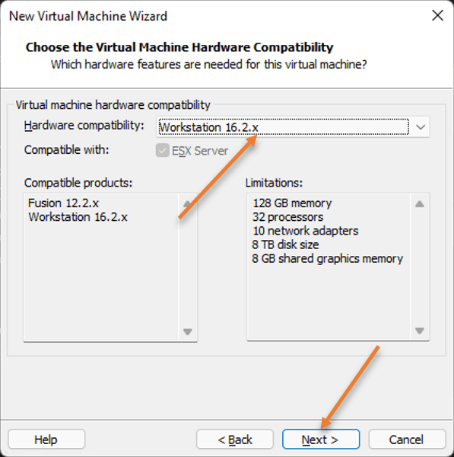 New Virtual Machine Wizard
Choose the Virtual Machine Hardware Compatibility
Which hardware features are needed for this virtual machine?
Virtual machine hardware compatibility
Hardware compatibility: Workstation 16.2.x
Compatible with: ESX Server
Compatible products:
Fusion 12.2.x
Workstation 16.2.x
Limitations:
128 GB memory
32 processors
10 network adapters
8 TB disk size
8 GB shared graphics memory
Help < Back Next > Cancel